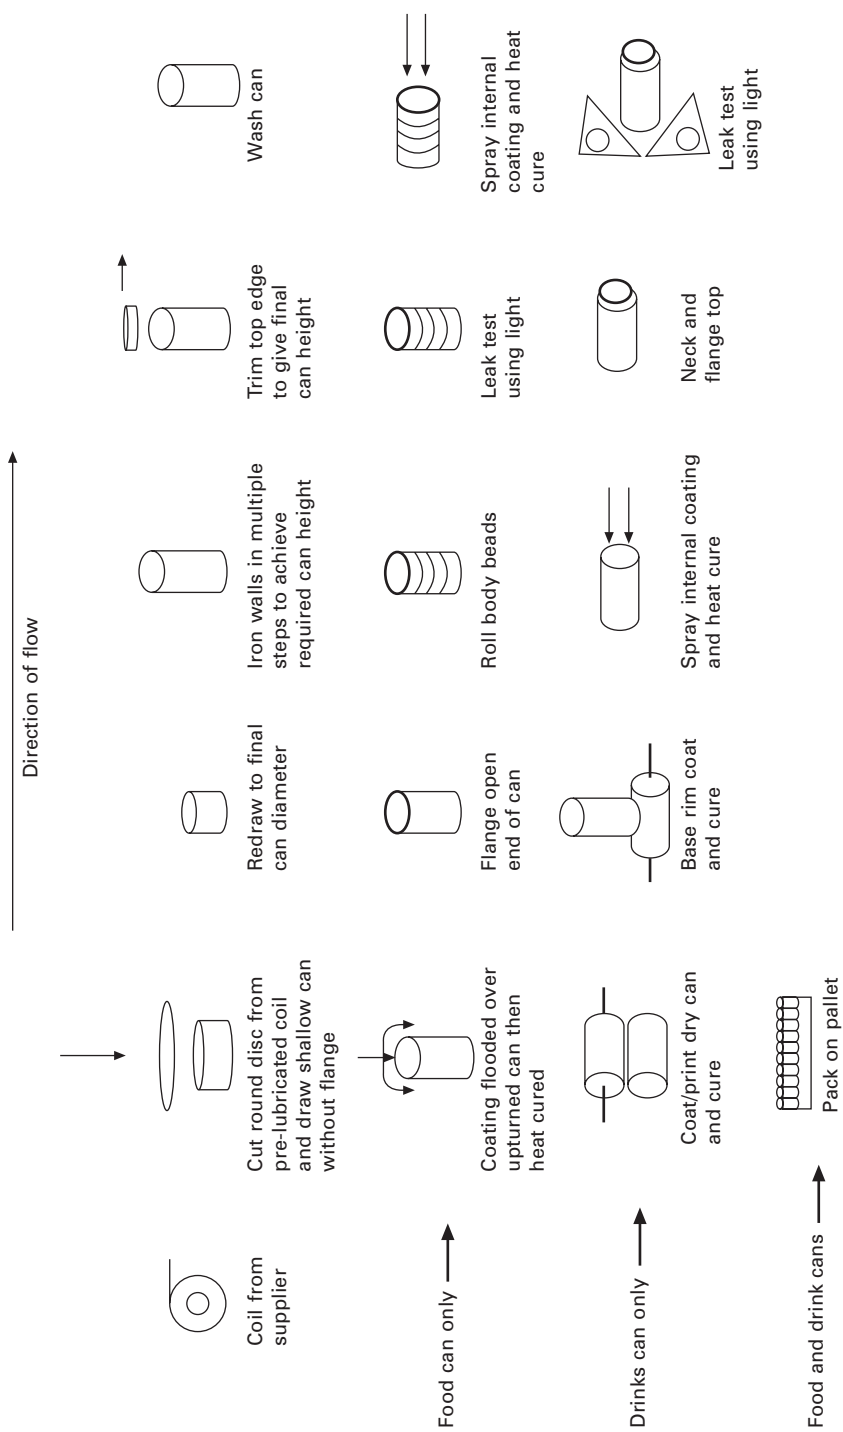 Direction of flow
Coil from
supplier
Cut round disc from
pre-lubricated coil
and draw shallow can
without flange
Redraw to final
can diameter
Iron walls in multiple
steps to achieve
required can height
Trim top edge
to give final
can height
Wash can
Food can only
Coating flooded over
upturned can then
heat cured
Flange open
end of can
Roll body beads
Leak test
using light
Spray internal
coating and heat
cure
Drinks can only
Coat/print dry can
and cure
Base rim coat
and cure
Spray internal coating
and heat cure
Neck and
flange top
Leak test
using light
Food and drink cans
Pack on pallet